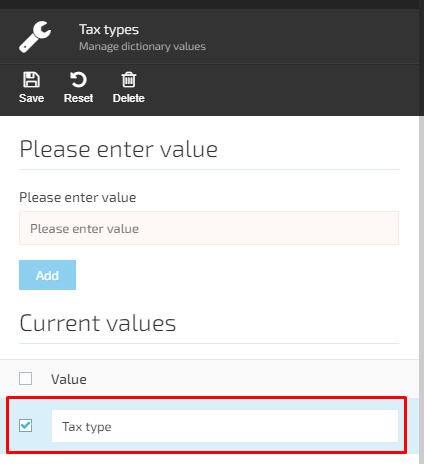 Tax types
Manage dictionary values
Save Reset Delete
Please enter value
Please enter value
Please enter value
Add
Current values
Value
Tax type